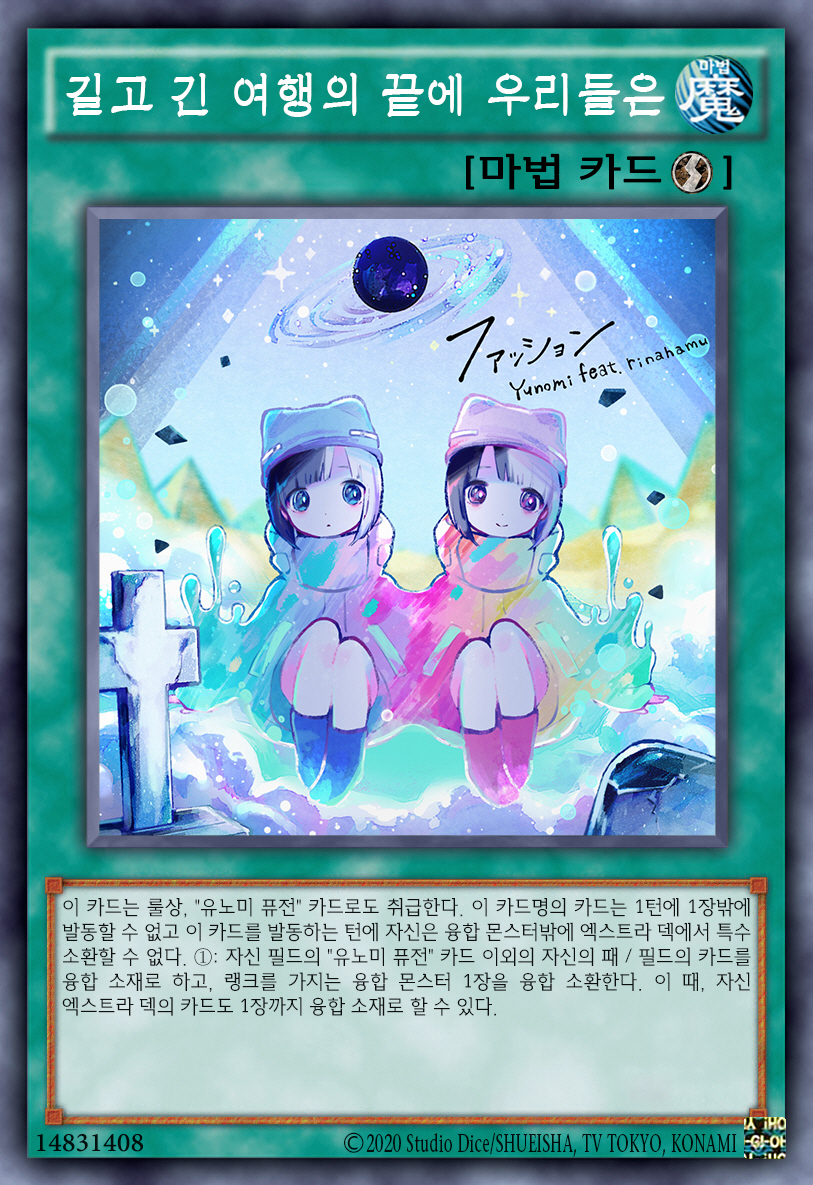 길고 긴 여행의 끝에 우리들은
마법
魔
[마법 카드]
ファッション
Yunomi feat. rinahamu
이 카드는 룰상, "유노미 퓨전" 카드로도 취급한다. 이 카드명의 카드는 1턴에 1장밖에
발동할 수 없고 이 카드를 발동하는 턴에 자신은 융합 몬스터밖에 엑스트라 덱에서 특수
소환할 수 없다. ①: 자신 필드의 "유노미 퓨전" 카드 이외의 자신의 패 / 필드의 카드를
융합 소재로 하고, 랭크를 가지는 융합 몬스터 1장을 융합 소환한다. 이 때, 자신
엑스트라 덱의 카드도 1장까지 융합 소재로 할 수 있다.
14831408
©2020 Studio Dice/SHUEISHA, TV TOKYO, KONAMI